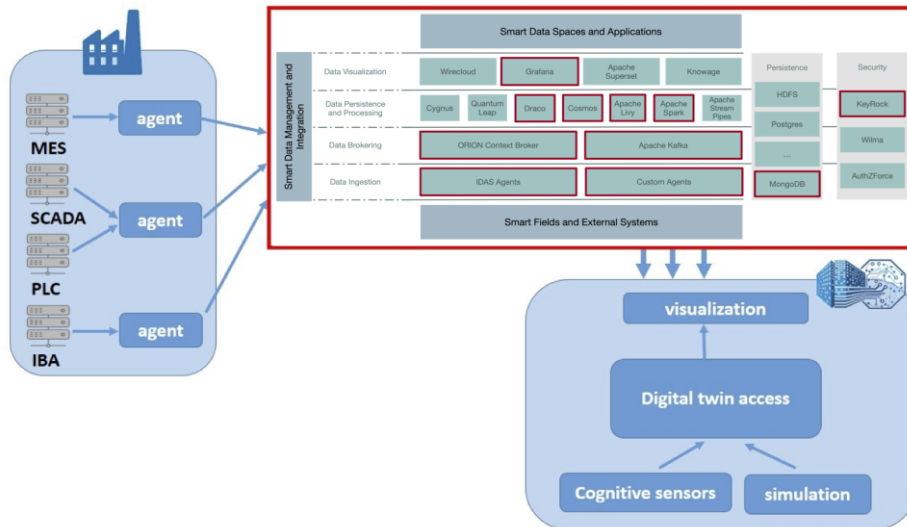 MES
SCADA
PLC
IBA
agent
agent
agent
Smart Data Management and
Integration
Smart Data Spaces and Applications
Data Visualization
Wirecloud
Grafana
Apache
Superset
Knowage
Data Persistence
and Processing
Cygnus
Quantum
Leap
Draco
Cosmos
Apache
Livy
Apache
Spark
Apache
Stream
Pipes
Data Brokering
ORION Context Broker
Apache Kafka
Data Ingestion
IDAS Agents
Custom Agents
Smart Fields and External Systems
Persistence
HDFS
Postgres
...
MongoDB
Security
KeyRock
Wilma
AuthZForce
visualization
Digital twin access
Cognitive sensors
simulation